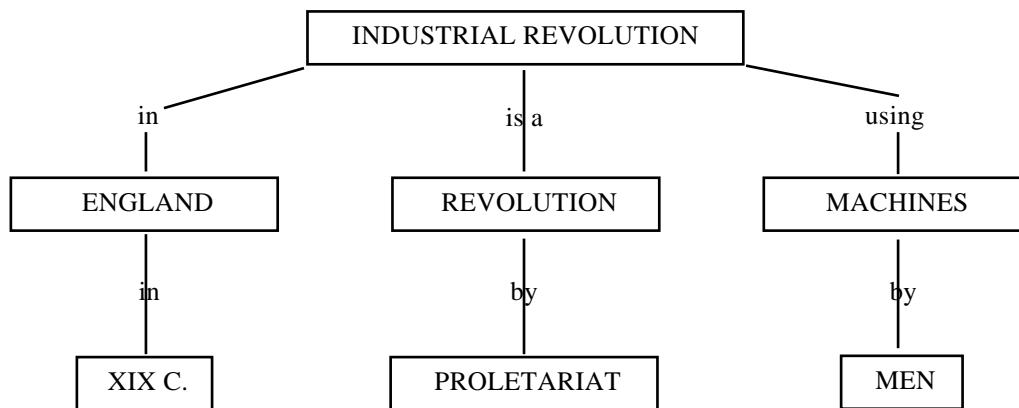 INDUSTRIAL REVOLUTION
in is a using
ENGLAND REVOLUTION MACHINES
in by by
XIX C. PROLETARIAT MEN